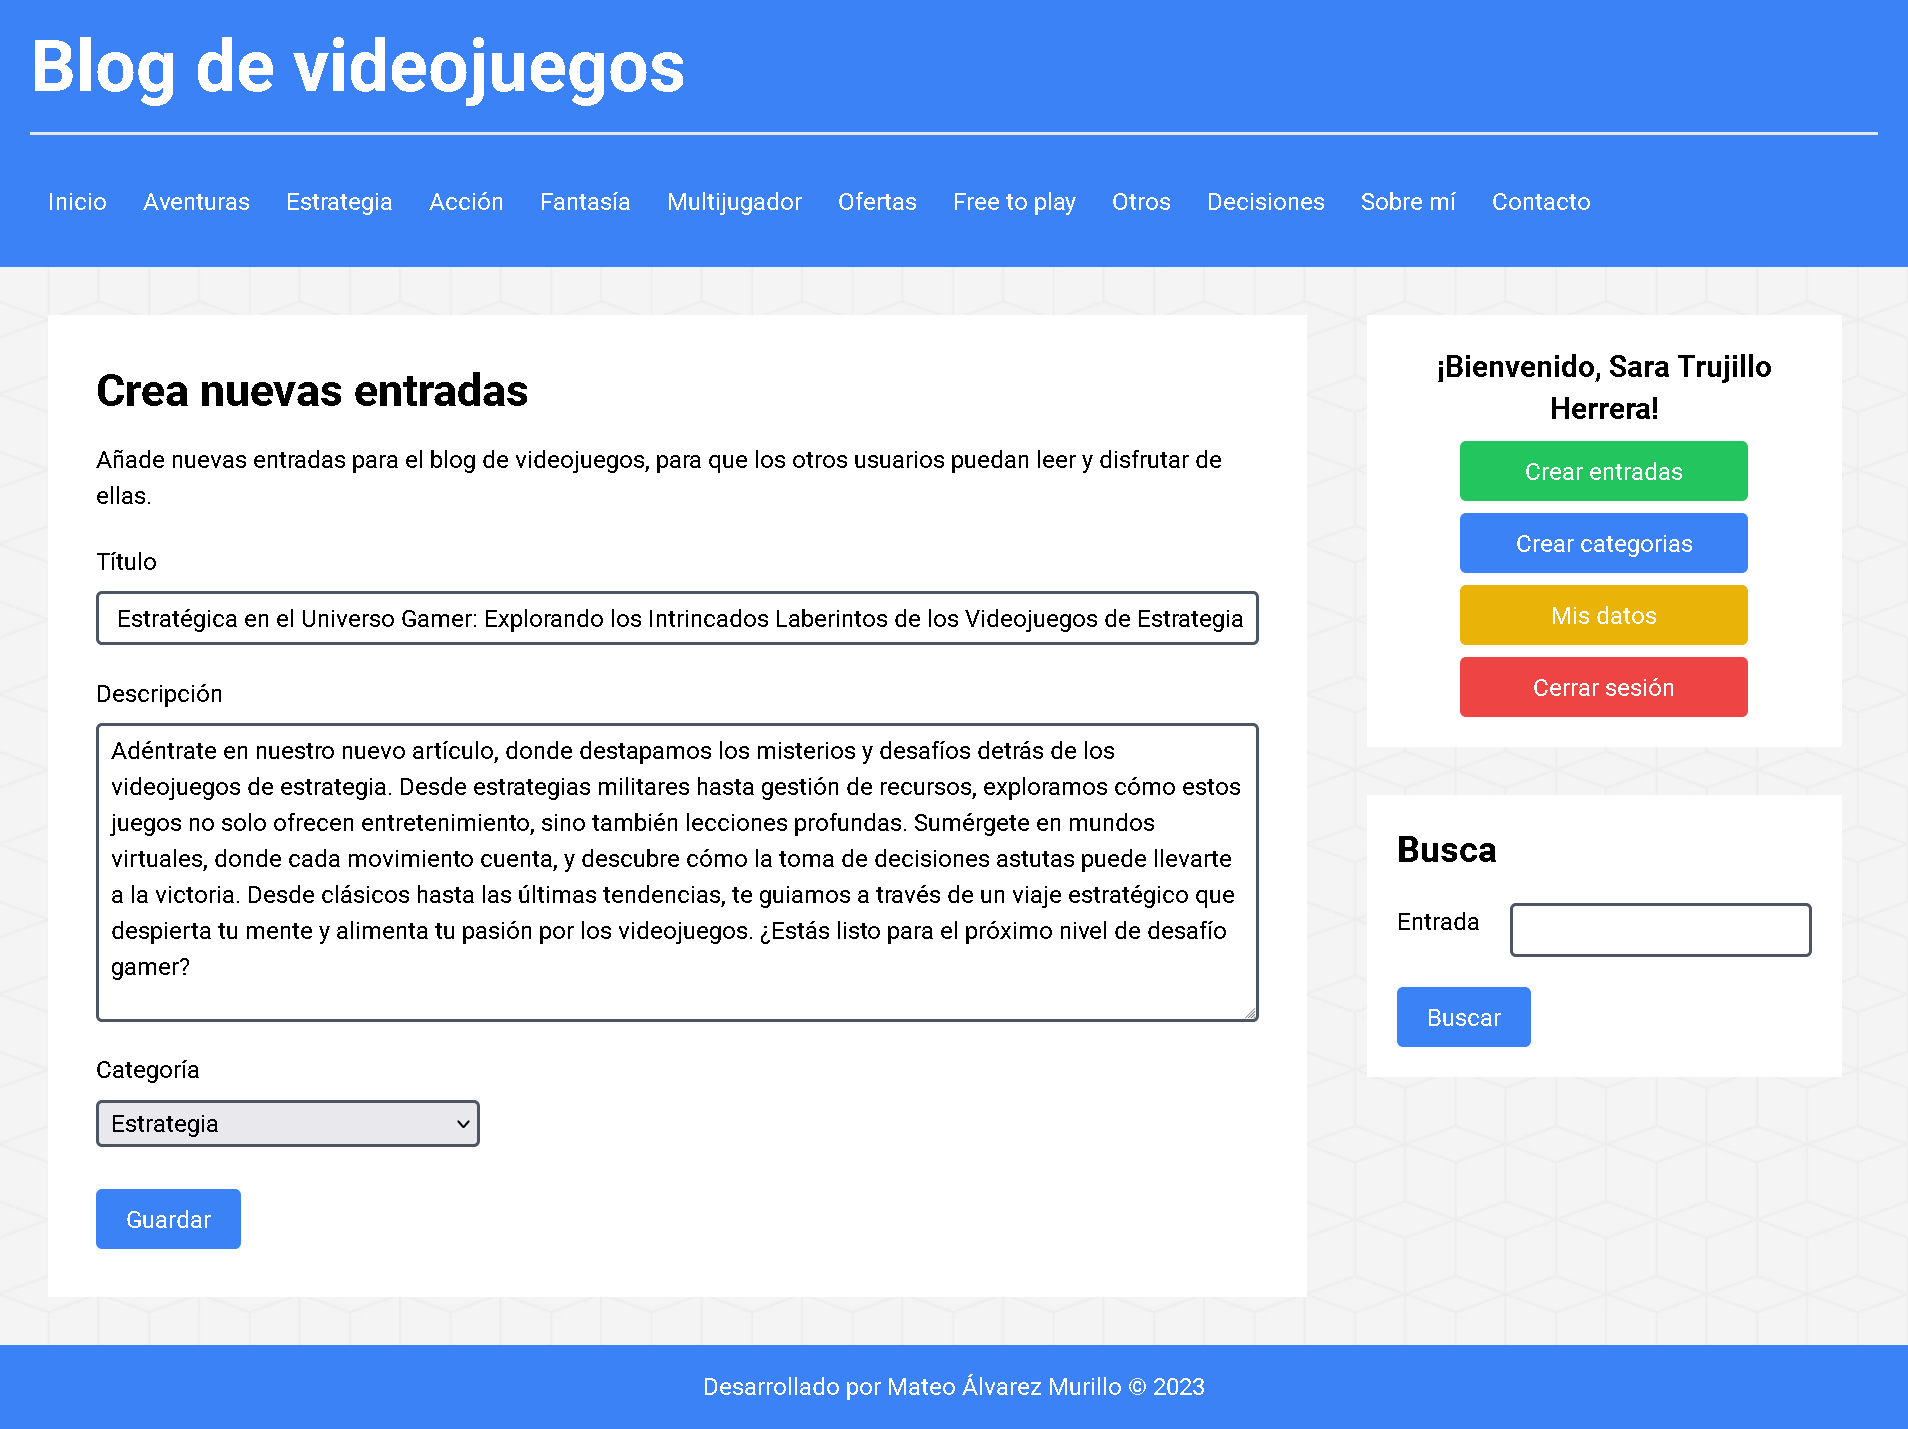 Blog de videojuegos
Inicio Aventuras Estrategia Acción Fantasía Multijugador Ofertas Free to play Otros Decisiones Sobre mí Contacto
Crea nuevas entradas
Añade nuevas entradas para el blog de videojuegos, para que los otros usuarios puedan leer y disfrutar de
ellas.
Título
Estratégica en el Universo Gamer: Explorando los Intrincados Laberintos de los Videojuegos de Estrategia
Descripción
Adéntrate en nuestro nuevo artículo, donde destapamos los misterios y desafíos detrás de los
videojuegos de estrategia. Desde estrategias militares hasta gestión de recursos, exploramos cómo estos
juegos no solo ofrecen entretenimiento, sino también lecciones profundas. Sumérgete en mundos
virtuales, donde cada movimiento cuenta, y descubre cómo la toma de decisiones astutas puede llevarte
a la victoria. Desde clásicos hasta las últimas tendencias, te guiamos a través de un viaje estratégico que
despierta tu mente y alimenta tu pasión por los videojuegos. ¿Estás listo para el próximo nivel de desafío
gamer?
Categoría
Estrategia
Guardar
¡Bienvenido, Sara Trujillo
Herrera!
Crear entradas
Crear categorias
Mis datos
Cerrar sesión
Busca
Entrada
Buscar
Desarrollado por Mateo Álvarez Murillo © 2023